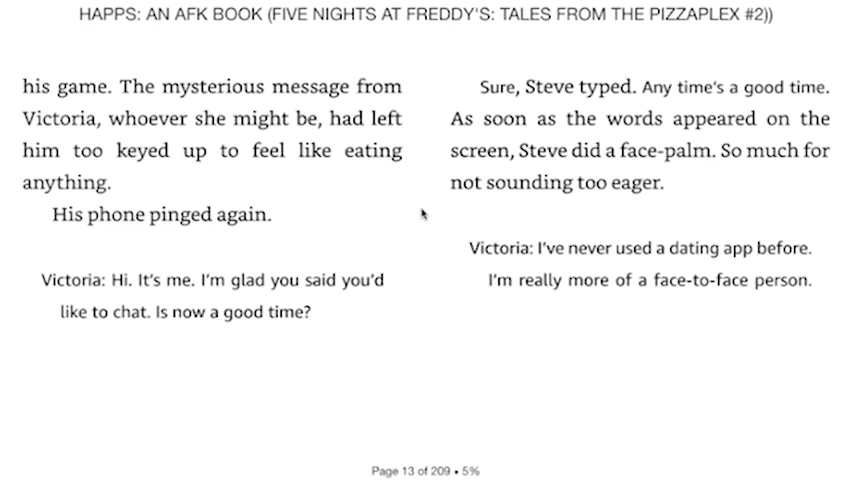 HAPPS: AN AFK BOOK (FIVE NIGHTS AT FREDDY'S: TALES FROM THE PIZZAPLEX #2))
his game. The mysterious message from
Victoria, whoever she might be, had left
him too keyed up to feel like eating
anything.
His phone pinged again.
Victoria: Hi. It's me. I'm glad you said you'd
like to chat. Is now a good time?
Sure, Steve typed. Any time's a good time.
As soon as the words appeared on the
screen, Steve did a face-palm. So much for
not sounding too eager.
Victoria: I've never used a dating app before.
I'm really more of a face-to-face person.
Page 13 of 209 • 5%